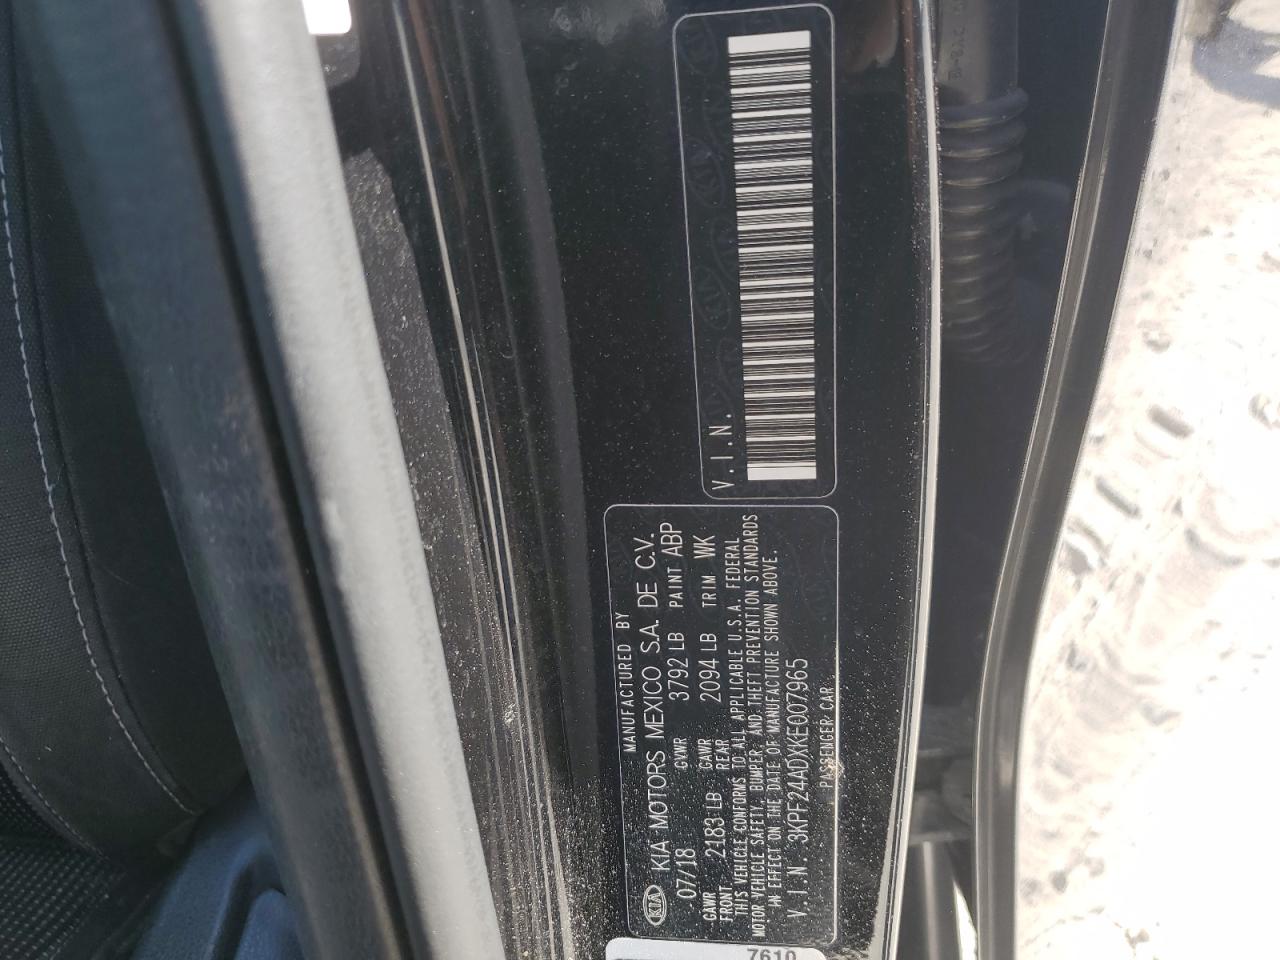 V.I.N.
MANUFACTURED BY
KIA KIA MOTORS MEXICO S.A. DE C.V.
07/18 GVWR 3792 LB PAINT ABP
GAWR FRONT 2183 LB GAWR REAR 2094 LB TRIM WK
THIS VEHICLE CONFORMS TO ALL APPLICABLE U.S.A. FEDERAL
MOTOR VEHICLE SAFETY, BUMPER, AND THEFT PREVENTION STANDARDS
IN EFFECT ON THE DATE OF MANUFACTURE SHOWN ABOVE.
V.I.N. 3KPF24ADXKE007965
PASSENGER CAR
7610